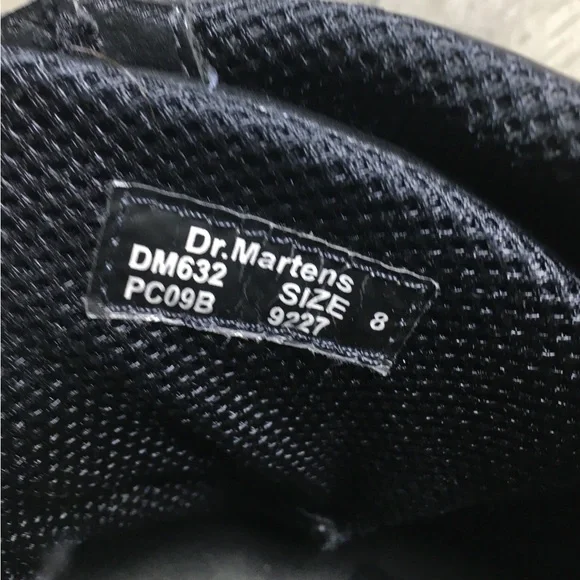 Dr.Martens
DM632 SIZE 8
PC09B 9227